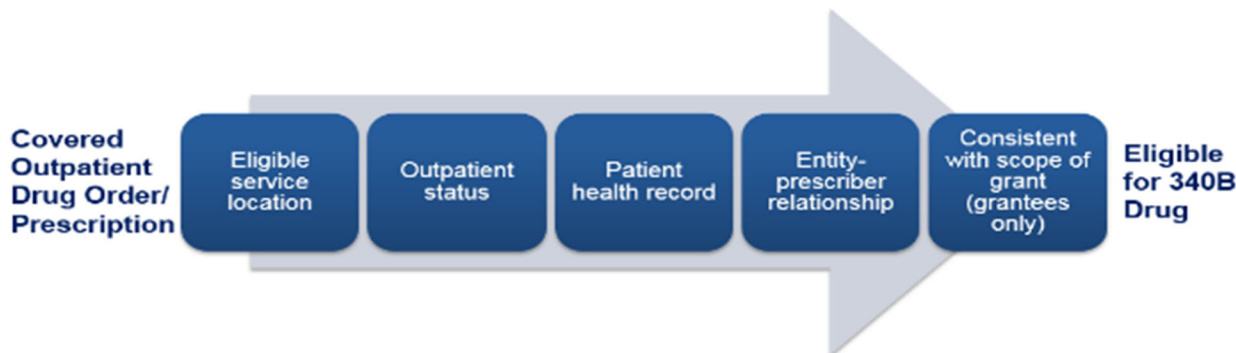 Covered
Outpatient
Drug Order/
Prescription
Eligible
service
location
Outpatient
status
Patient
health record
Entity-
prescriber
relationship
Consistent
with scope of
grant
(grantees
only)
Eligible
for 340B
Drug